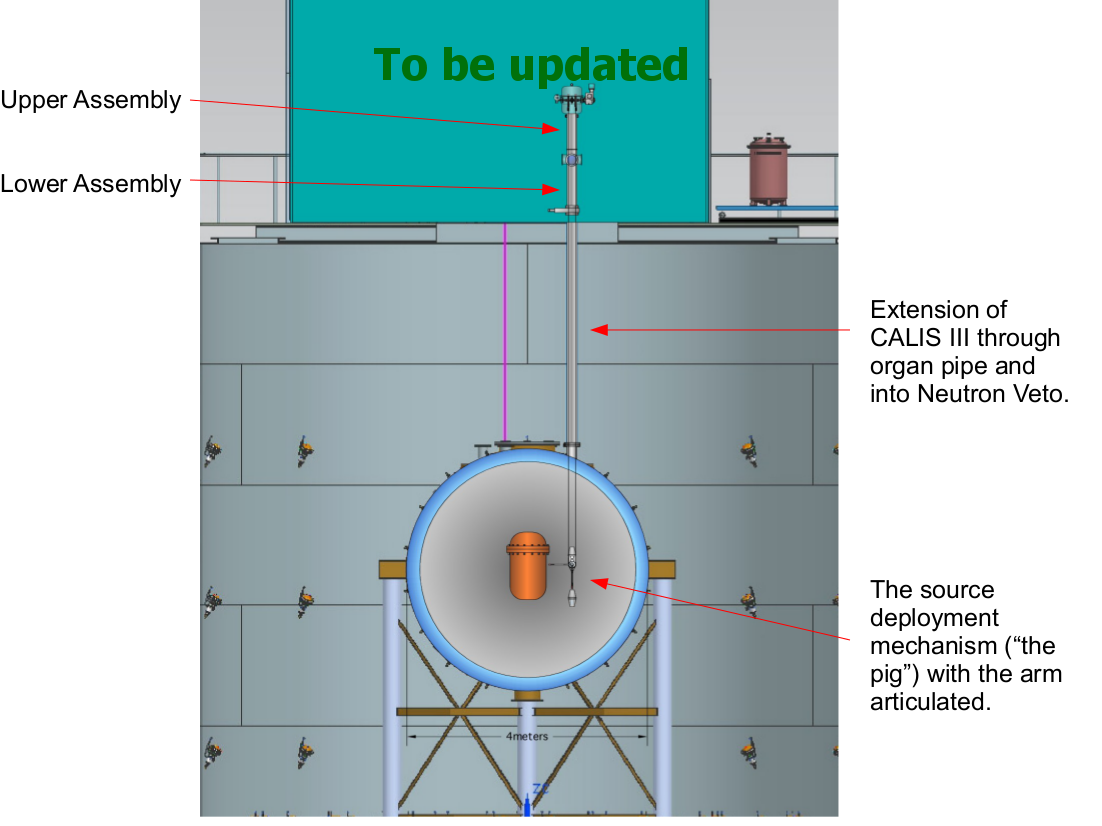 To be updated
Upper Assembly
Lower Assembly
Extension of
CALIS III through
organ pipe and
into Neutron Veto.
The source
deployment
mechanism (“the
pig”) with the arm
articulated.
4meters